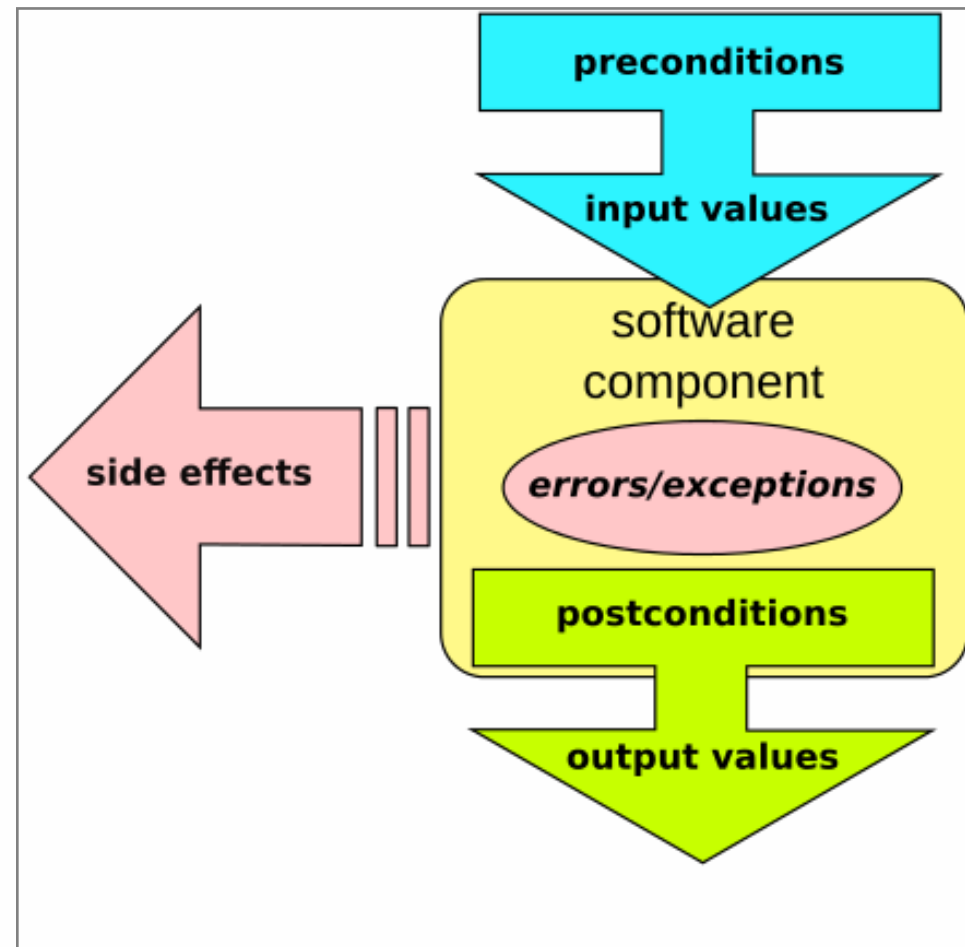 preconditions
input values
software
component
side effects
errors/exceptions
postconditions
output values